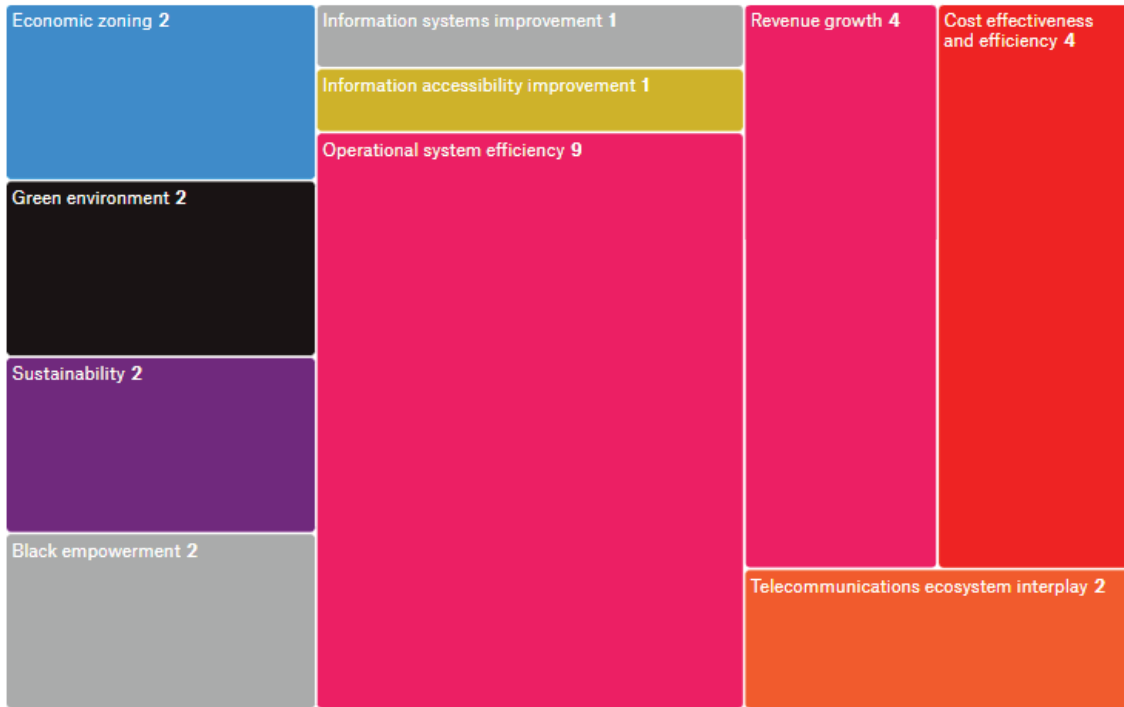 Economic zoning 2
Green environment 2
Sustainability 2
Black empowerment 2
Information systems improvement 1
Information accessibility improvement 1
Operational system efficiency 9
Revenue growth 4
Cost effectiveness
and efficiency 4
Telecommunications ecosystem interplay 2